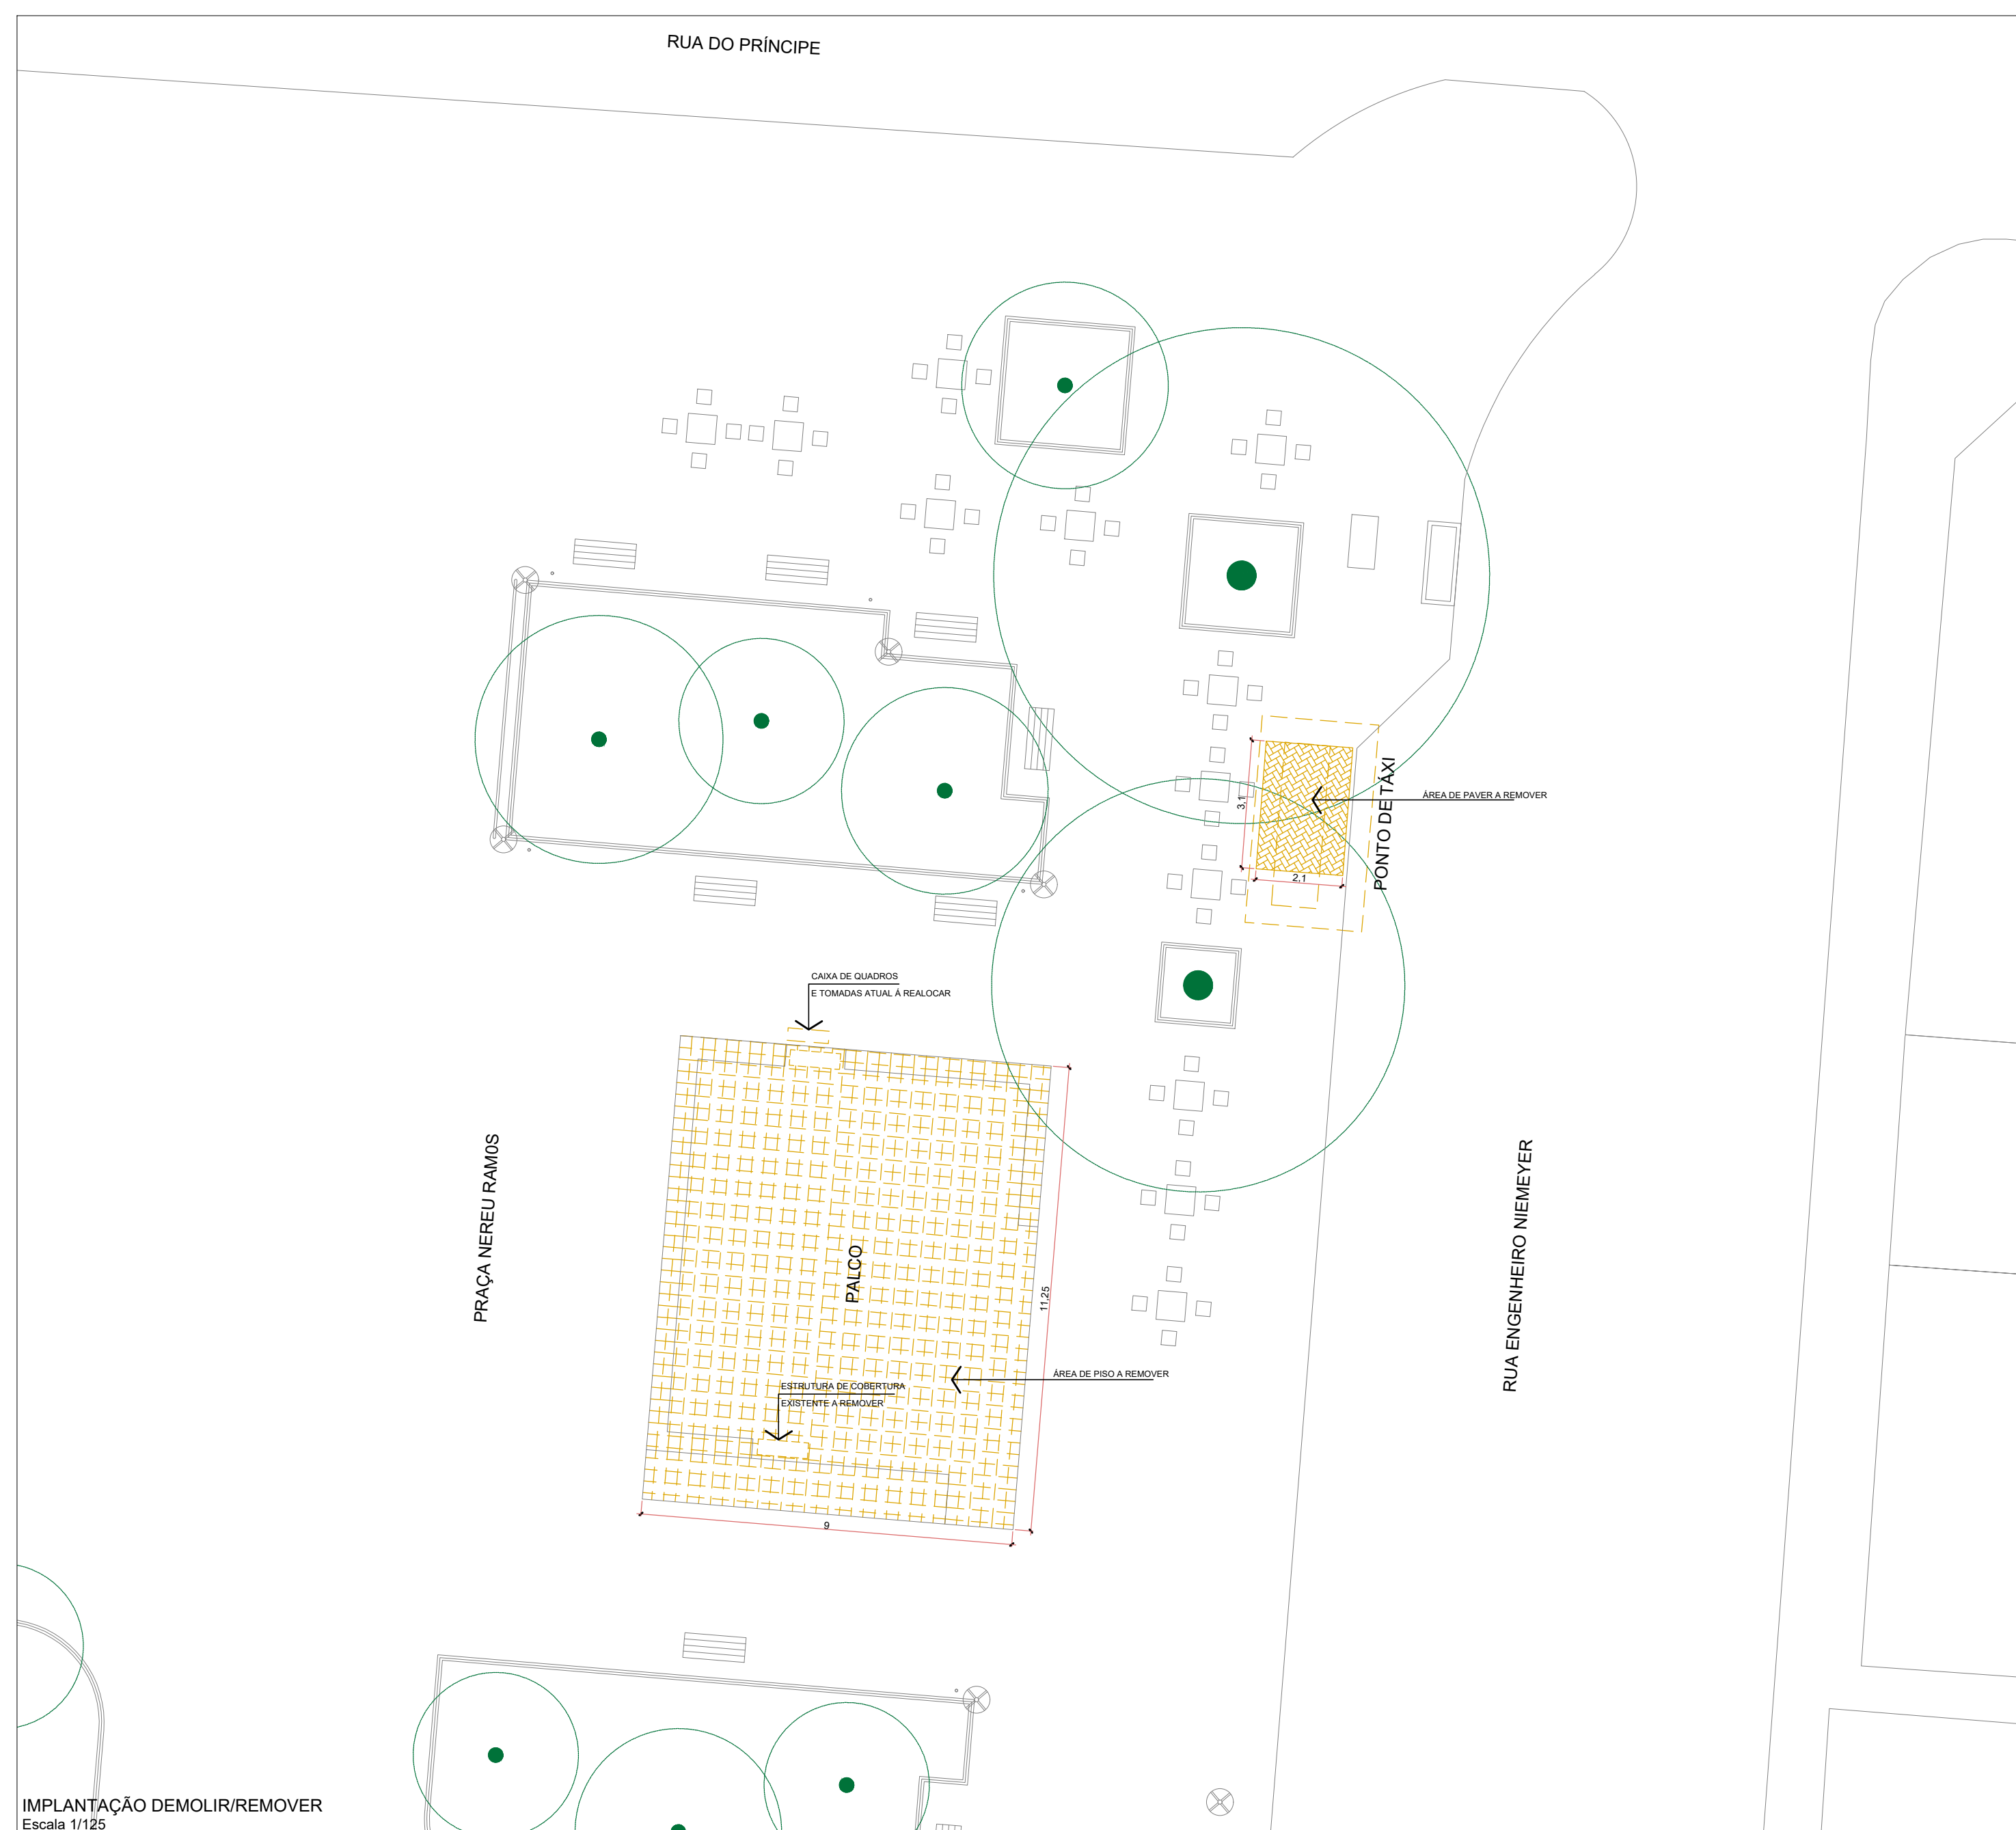 RUA DO PRÍNCIPE
ÁREA DE PAVER A REMOVER
3,1
PONTO DE TÁXI
2,1
CAIXA DE QUADROS
E TOMADAS ATUAL Á REALOCAR
PRAÇA NEREU RAM0S
PALCO
11,25
RUA ENGENHEIRO NIEMEYER
ÁREA DE PISO A REMOVER
ESTRUTURA DE COBERTURA
EXISTENTE A REMOVER
9
IMPLANTAÇÃO DEMOLIR/REMOVER
Escala 1/125